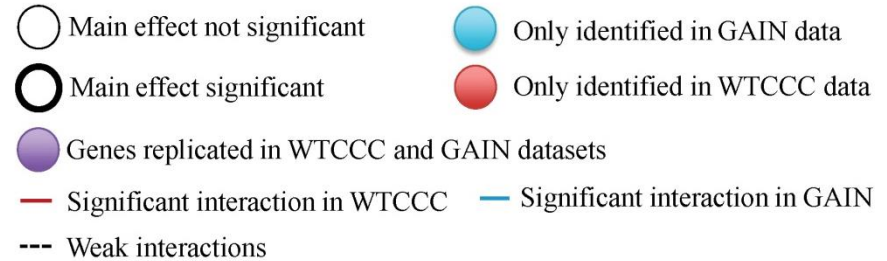 Main effect not significant
Only identified in GAIN data
Main effect significant
Only identified in WTCCC data
Genes replicated in WTCCC and GAIN datasets
Significant interaction in WTCCC
Significant interaction in GAIN
Weak interactions